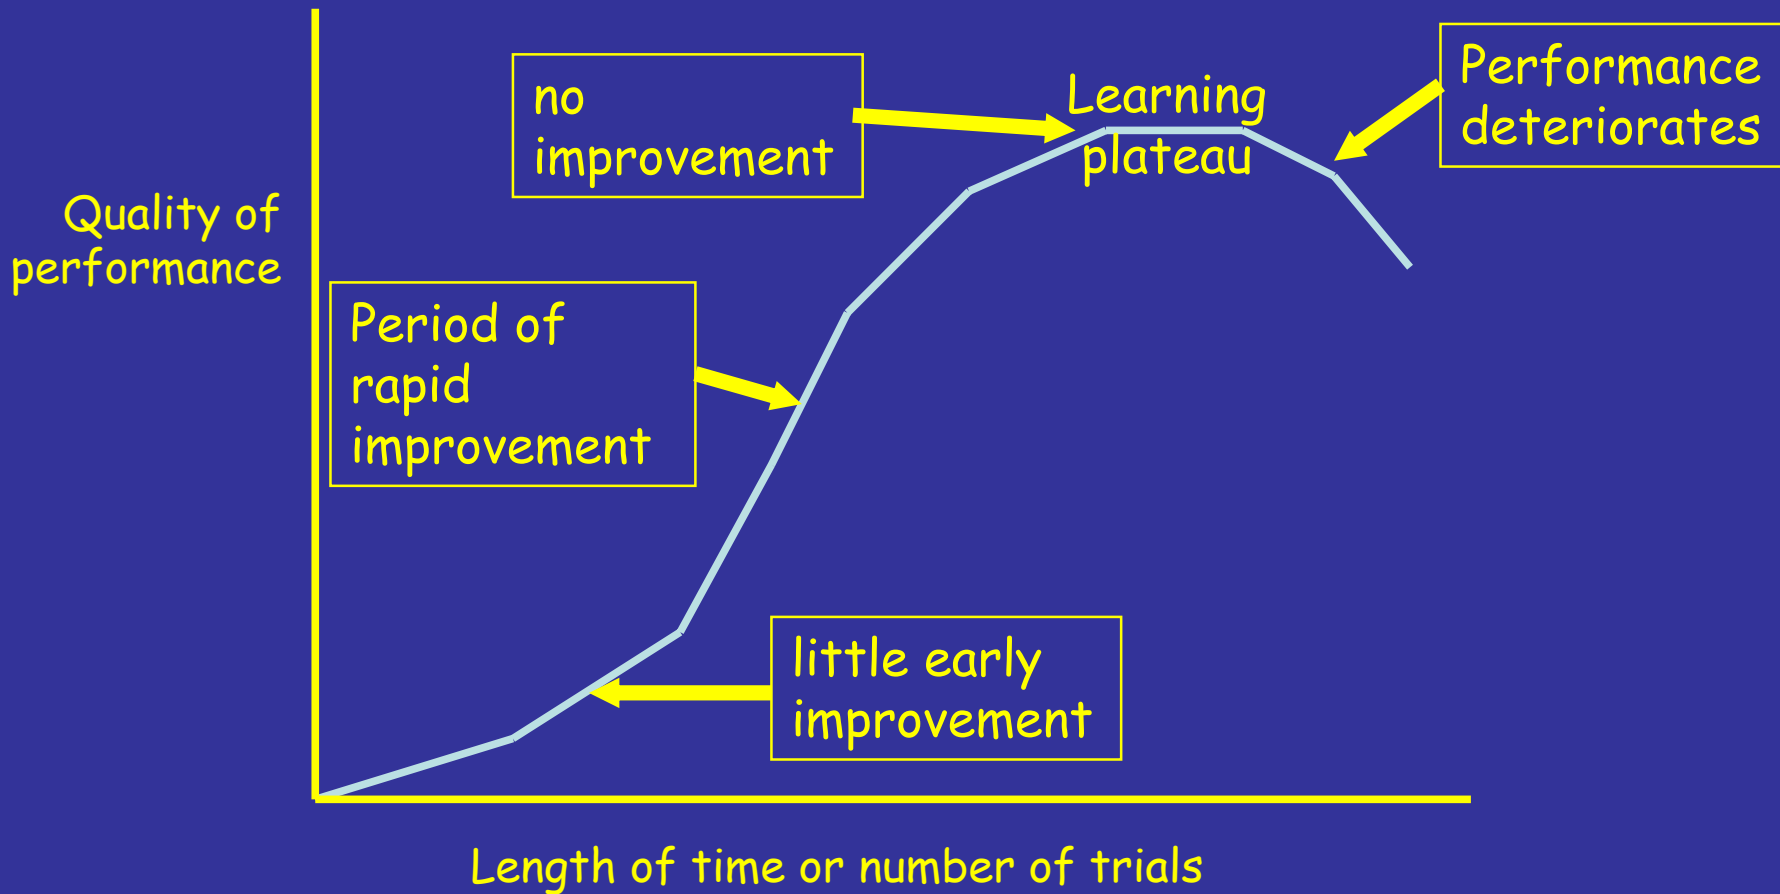 no
improvement
Learning
plateau
Performance
deteriorates
Quality of
performance
Period of
rapid
improvement
little early
improvement
Length of time or number of trials